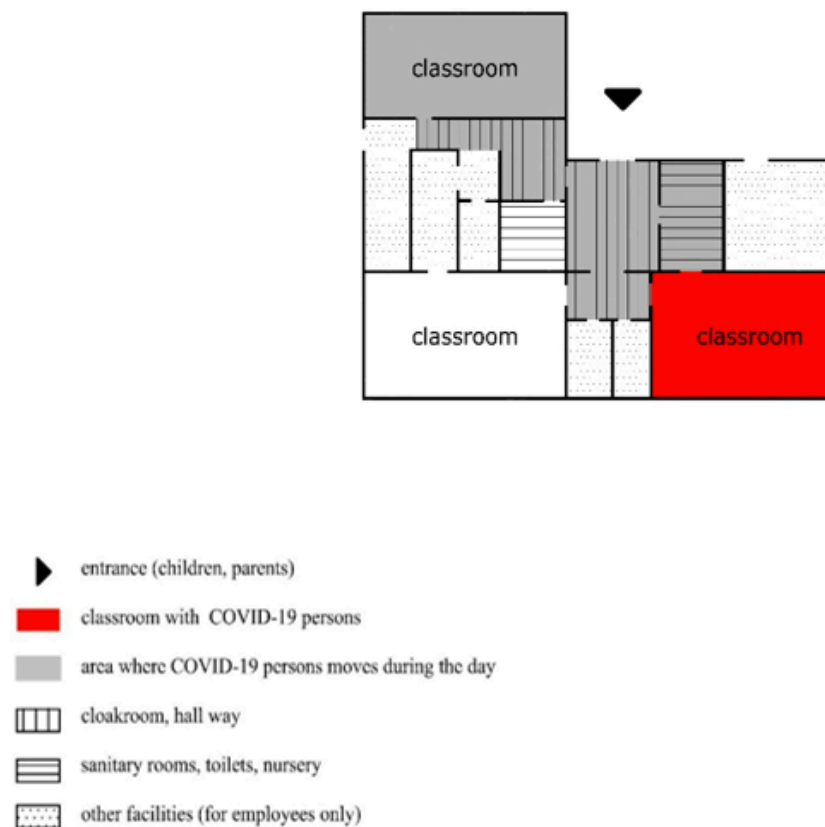 classroom
classroom
classroom
entrance (children, parents)
classroom with COVID-19 persons
area where COVID-19 persons moves during the day
cloakroom, hall way
sanitary rooms, toilets, nursery
other facilities (for employees only)